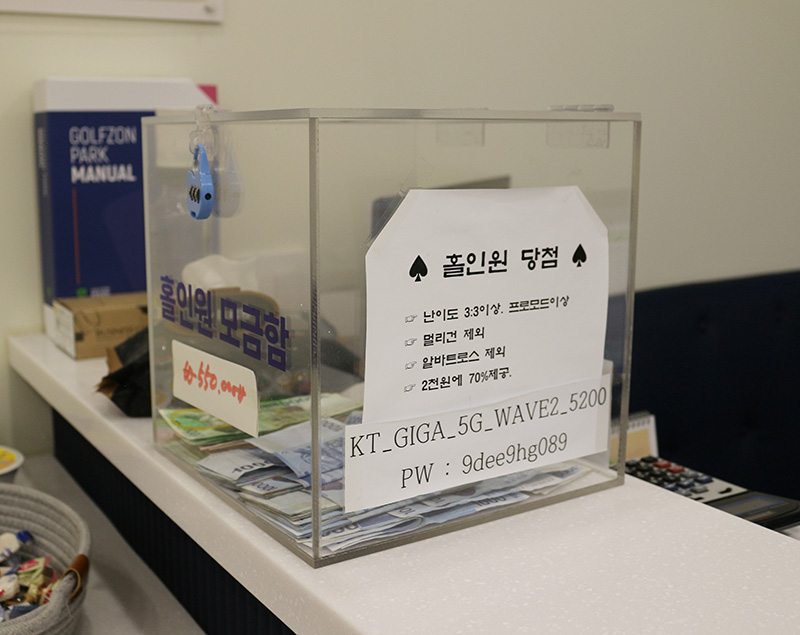 GOLFZON
PARK
MANUAL
홀인원 모금함
♠ 홀인원 당첨 ♠
☞ 난이도 3:3이상. 프로모드이상
☞ 멀리건 제외
☞ 알바트로스 제외
☞ 2천원에 70%제공.
KT_GIGA_5G_WAVE2_5200
PW : 9dee9hg089
1000